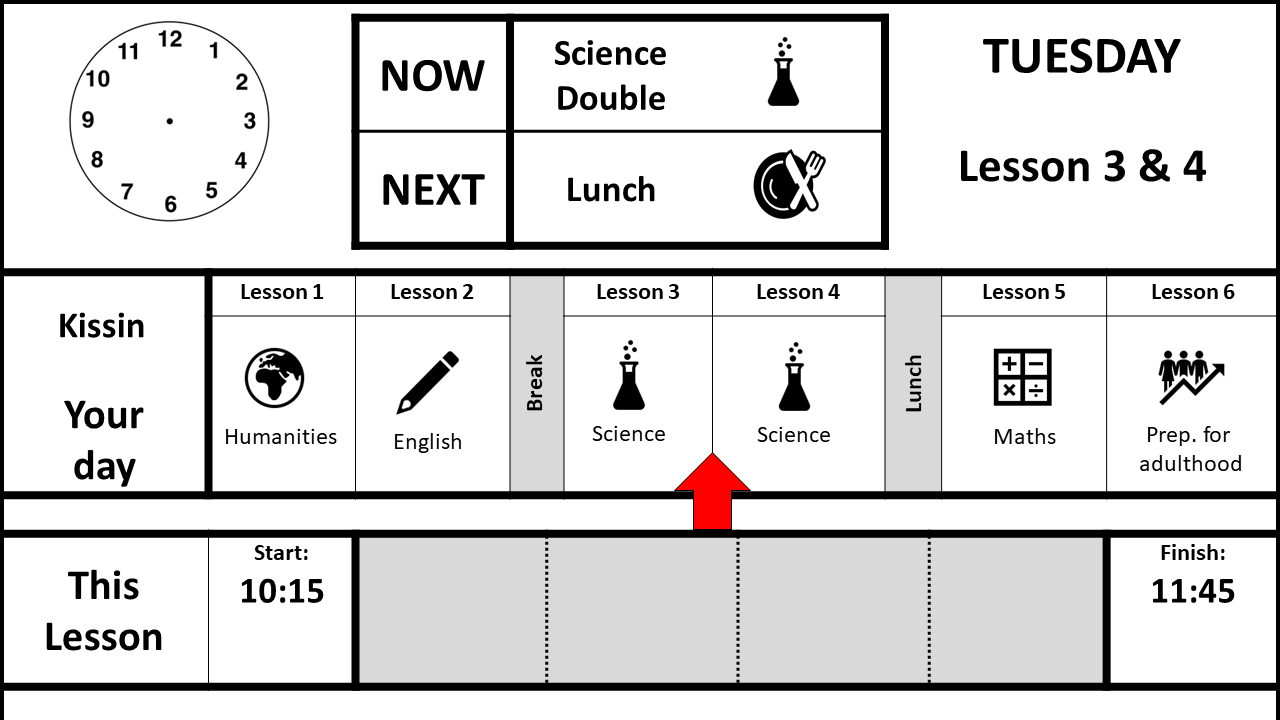 12
11
1
10
2
9
3
8
4
7
5
6
NOW
Science
Double
NEXT
Lunch
TUESDAY
Lesson 3 & 4
Kissin
Your
day
Lesson 1
Humanities
Lesson 2
English
Break
Lesson 3
Science
Lesson 4
Science
Lunch
Lesson 5
+ −
× ÷
Maths
Lesson 6
Prep. for
adulthood
This
Lesson
Start:
10:15
Finish:
11:45